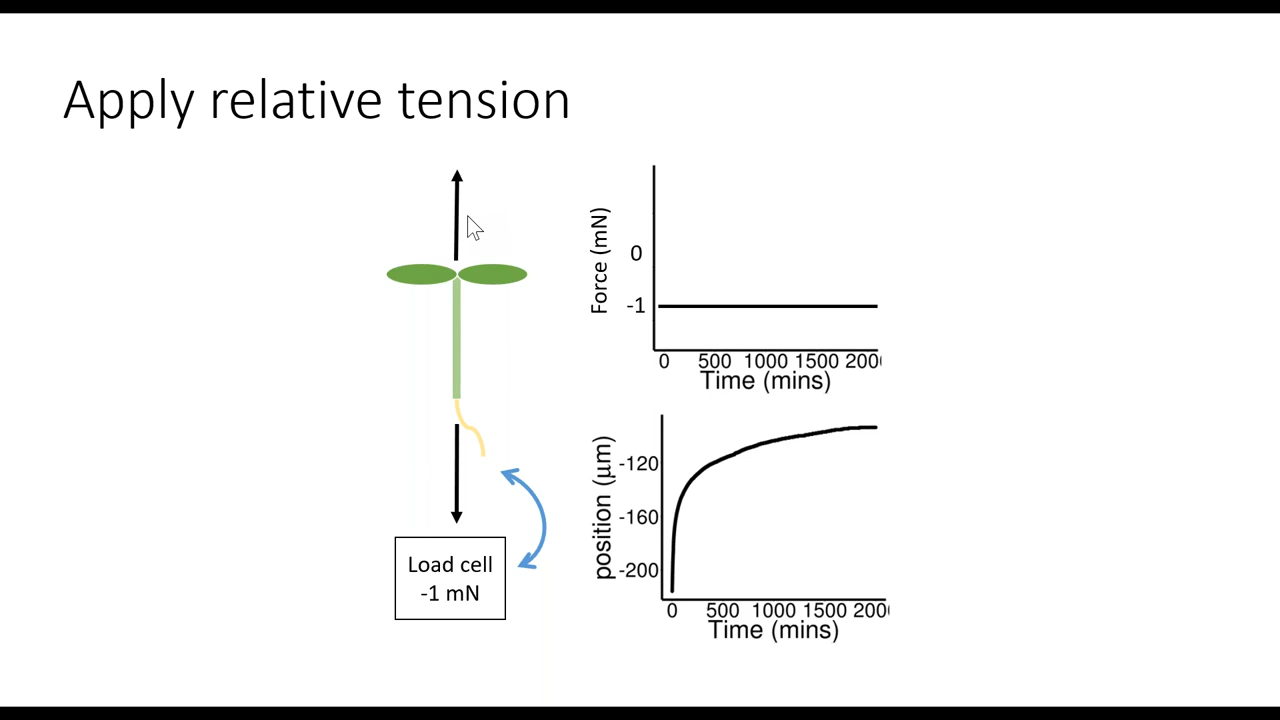 Apply relative tension
Force (mN)
0
-1
0 500 1000 1500 200
Time (mins)
position (μm)
-120
-160
-200
0 500 1000 1500 200
Time (mins)
Load cell
-1 mN